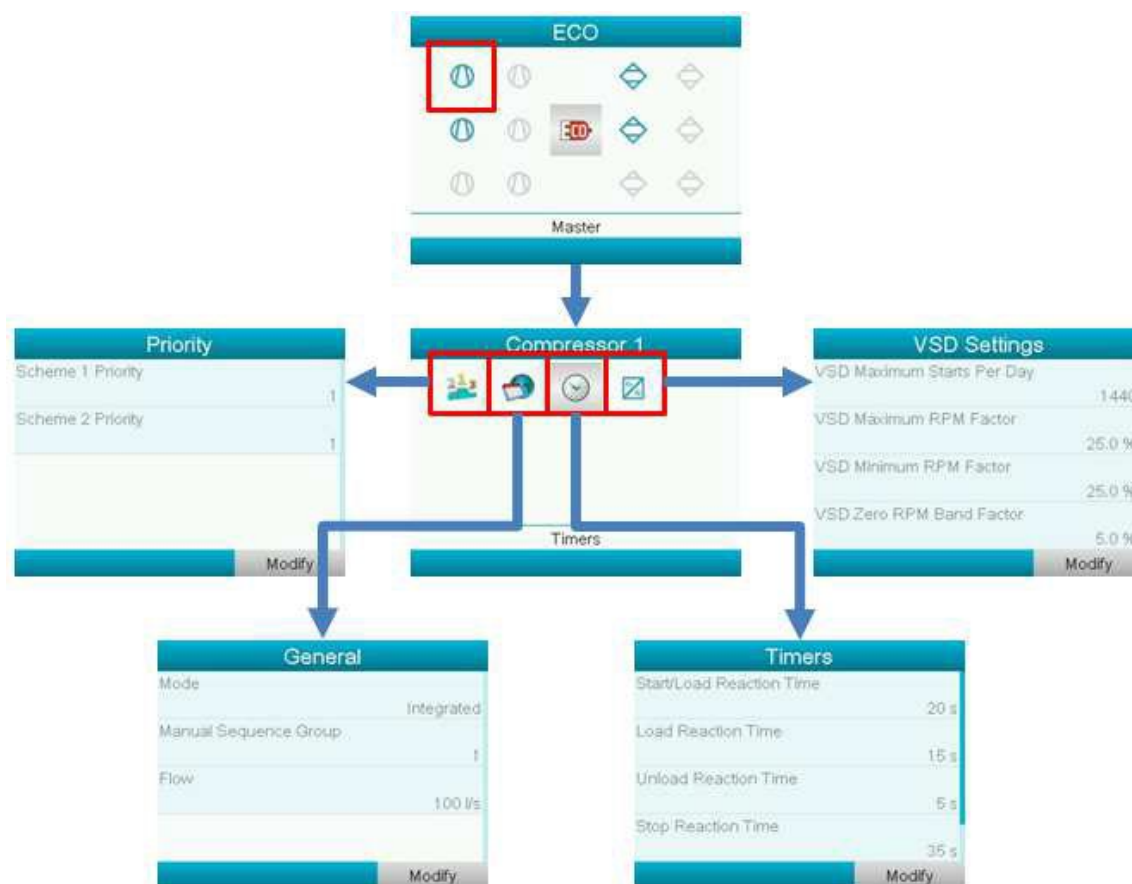 ECO
ECO
Master
Priority
Scheme 1 Priority
1
Scheme 2 Priority
1
Modify
Compressor 1
Timers
VSD Settings
VSD Maximum Starts Per Day
1440
VSD Maximum RPM Factor
25.0 %
VSD Minimum RPM Factor
25.0 %
VSD Zero RPM Band Factor
5.0 %
Modify
General
Mode
Integrated
Manual Sequence Group
1
Flow
100 l/s
Modify
Timers
Start/Load Reaction Time
20 s
Load Reaction Time
15 s
Unload Reaction Time
5 s
Stop Reaction Time
35 s
Modify